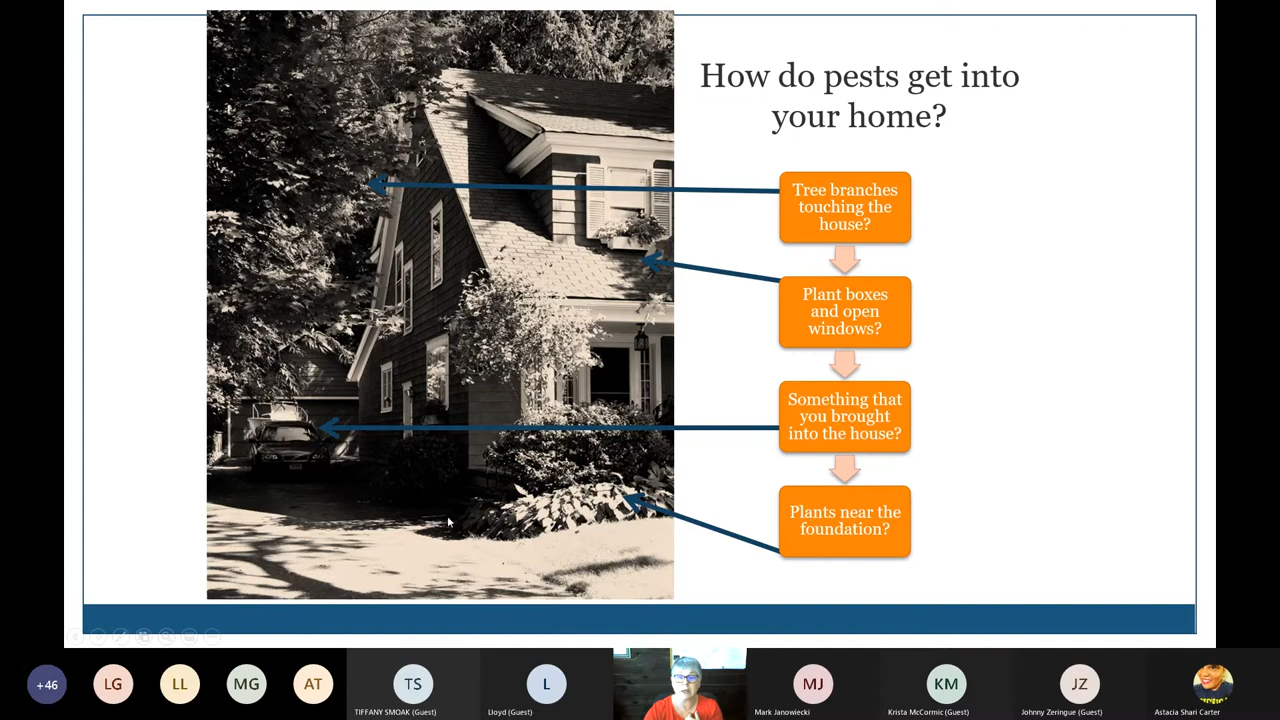 How do pests get into
your home?
Tree branches
touching the
house?
Plant boxes
and open
windows?
Something that
you brought
into the house?
Plants near the
foundation?
+46
LG
LL
MG
AT
TS
TIFFANY SMOAK (Guest)
L
Lloyd (Guest)
MJ
Mark Janowiecki
KM
Krista McCormic (Guest)
JZ
Johnny Zeringue (Guest)
Astacia Shari Carter